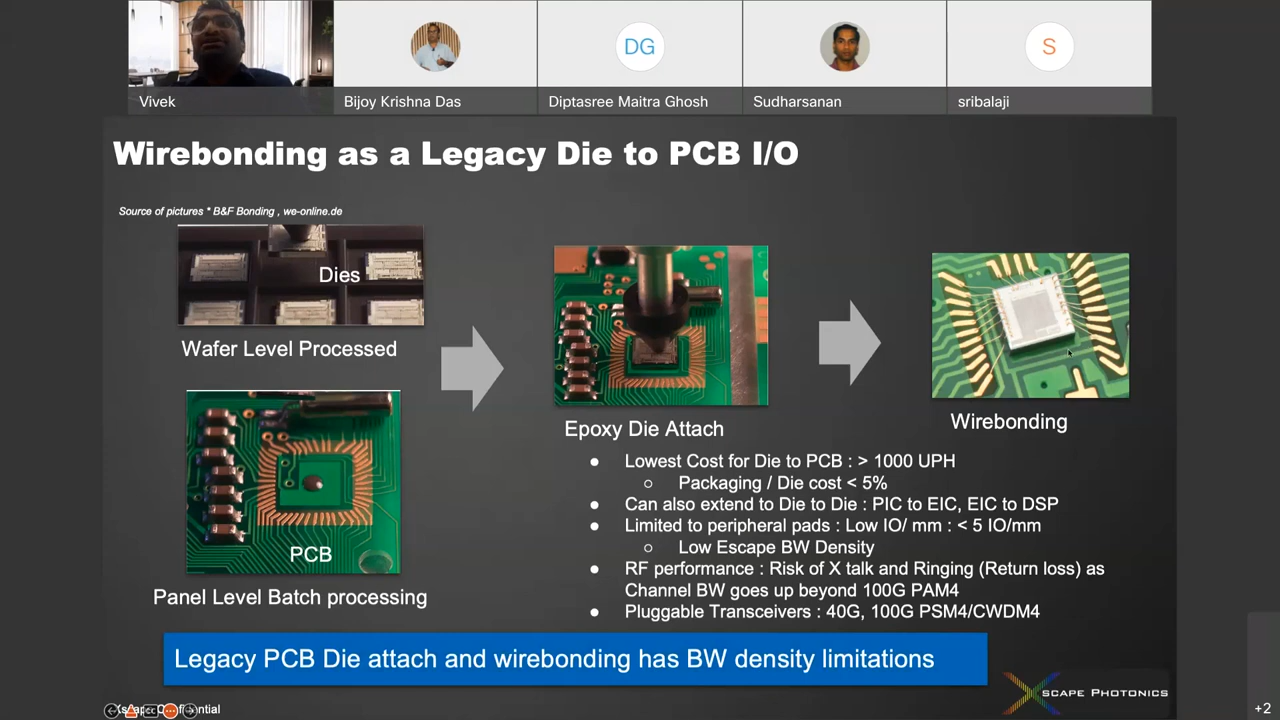 DG
S
Vivek
Bijoy Krishna Das
Diptasree Maitra Ghosh
Sudharsanan
sribalaji
Wirebonding as a Legacy Die to PCB I/O
Source of pictures * B&F Bonding , we-online.de
Dies
Wafer Level Processed
PCB
Panel Level Batch processing
Epoxy Die Attach
Wirebonding
● Lowest Cost for Die to PCB : > 1000 UPH
○ Packaging / Die cost < 5%
● Can also extend to Die to Die : PIC to EIC, EIC to DSP
● Limited to peripheral pads : Low IO/ mm : < 5 IO/mm
○ Low Escape BW Density
● RF performance : Risk of X talk and Ringing (Return loss) as
Channel BW goes up beyond 100G PAM4
● Pluggable Transceivers : 40G, 100G PSM4/CWDM4
Legacy PCB Die attach and wirebonding has BW density limitations
XSCAPE PHOTONICS
+2